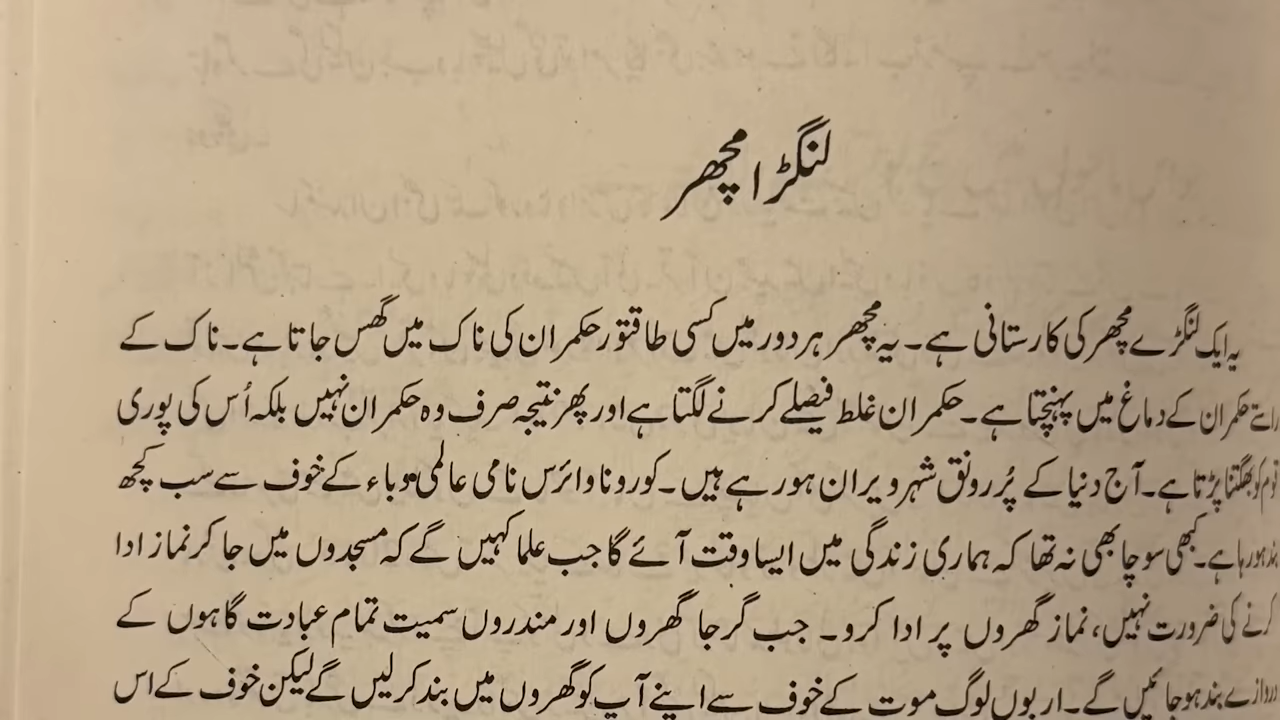 لنگڑا مچھر
یہ ایک لنگڑے مچھر کی کارستانی ہے۔ یہ مچھر ہر دور میں کسی طاقتور حکمران کی ناک میں گھس جاتا ہے۔ ناک کے
راستے حکمران کے دماغ میں پہنچتا ہے۔ حکمران غلط فیصلے کرنے لگتا ہے اور پھر نتیجہ صرف وہ حکمران نہیں بلکہ اُس کی پوری
قوم کو بھگتنا پڑتا ہے۔ آج دنیا کے پُررونق شہر ویران ہو رہے ہیں۔ کورونا وائرس نامی عالمی وباء کے خوف سے سب کچھ
بند ہو رہا ہے۔ کبھی سوچا بھی نہ تھا کہ ہماری زندگی میں ایسا وقت آئے گا جب علما کہیں گے کہ مسجدوں میں جا کر نماز ادا
کرنے کی ضرورت نہیں، نماز گھروں پر ادا کرو۔ جب گرجا گھروں اور مندروں سمیت تمام عبادت گاہوں کے
دروازے بند ہو جائیں گے۔ اربوں لوگ موت کے خوف سے اپنے آپ کو گھروں میں بند کر لیں گے لیکن خوف کے اس